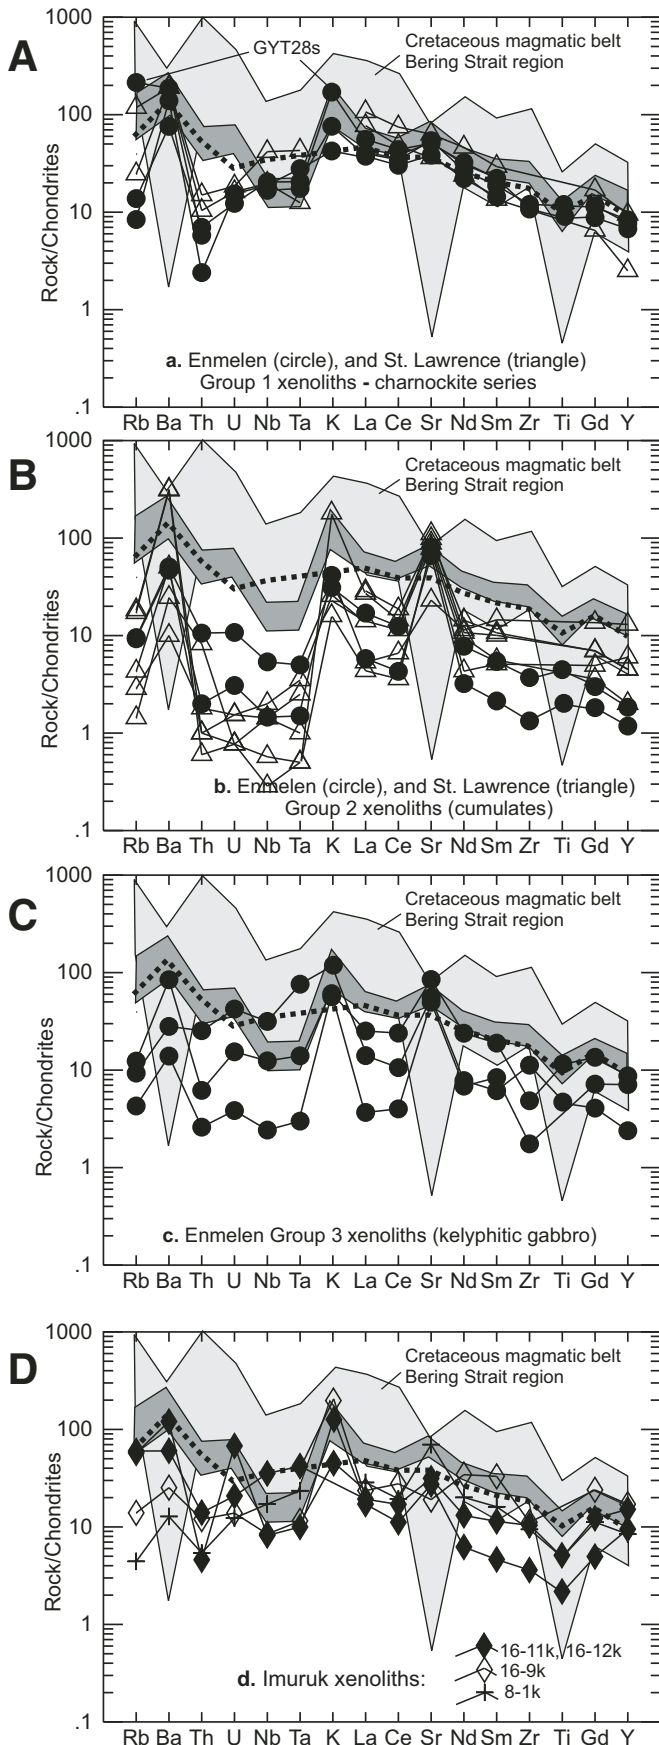 A
1000
GYT28s
Cretaceous magmatic belt
Bering Strait region
100
10
1
.1
Rock/Chondrites
a. Enmelen (circle), and St. Lawrence (triangle)
Group 1 xenoliths - charnockite series
Rb Ba Th U Nb Ta K La Ce Sr Nd Sm Zr Ti Gd Y
B
1000
Cretaceous magmatic belt
Bering Strait region
100
10
1
.1
Rock/Chondrites
b. Enmelen (circle), and St. Lawrence (triangle)
Group 2 xenoliths (cumulates)
Rb Ba Th U Nb Ta K La Ce Sr Nd Sm Zr Ti Gd Y
C
1000
Cretaceous magmatic belt
Bering Strait region
100
10
1
.1
Rock/Chondrites
c. Enmelen Group 3 xenoliths (kelyphitic gabbro)
Rb Ba Th U Nb Ta K La Ce Sr Nd Sm Zr Ti Gd Y
D
1000
Cretaceous magmatic belt
Bering Strait region
100
10
1
.1
Rock/Chondrites
d. Imuruk xenoliths:
16-11k, 16-12k
16-9k
8-1k
Rb Ba Th U Nb Ta K La Ce Sr Nd Sm Zr Ti Gd Y